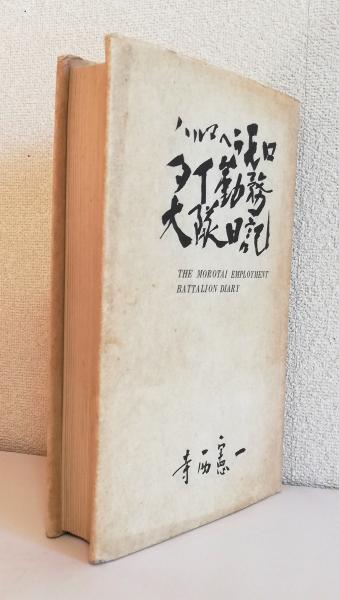 ハルマヘラモロ
タイ勤務
大隊日記
THE MOROTAI EMPLOYMENT
BATTALION DIARY
寺西憲一